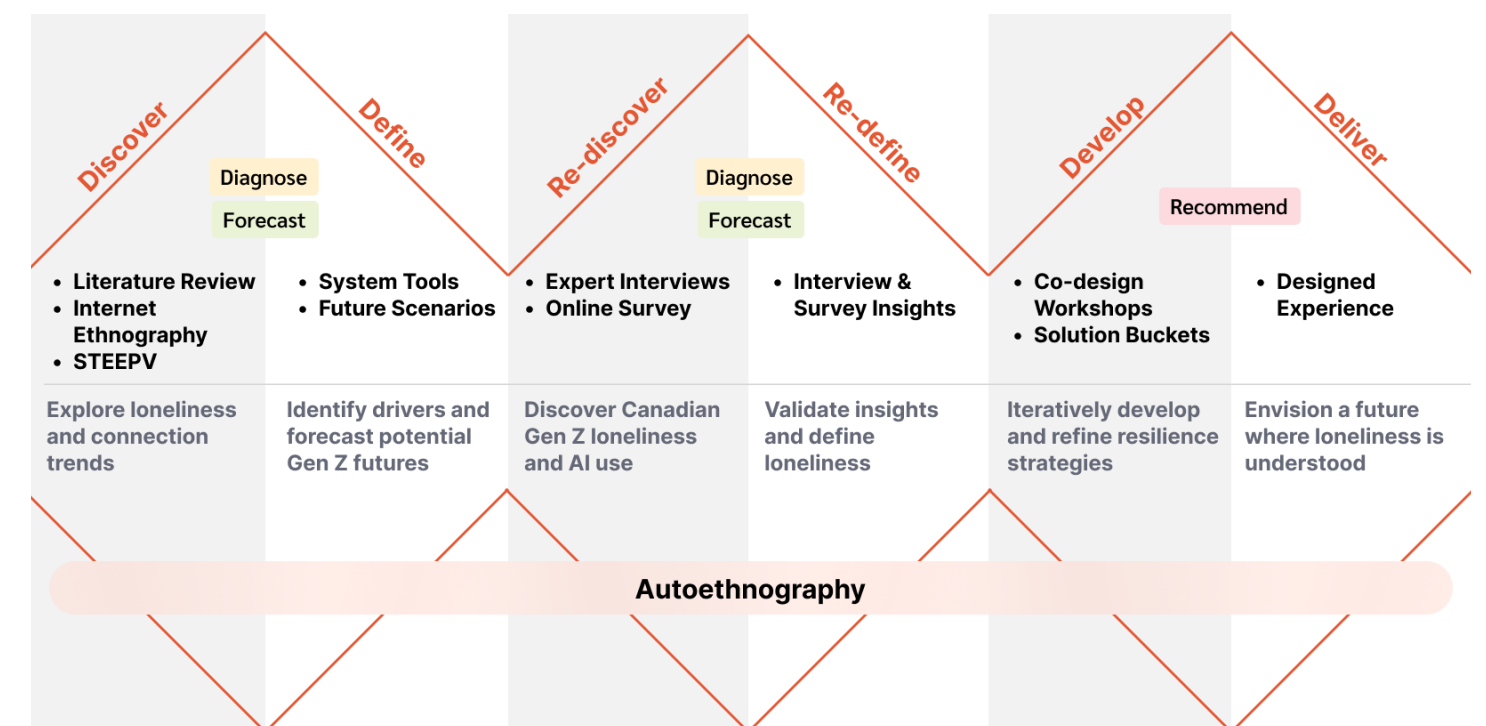 Discover
Define
Re-discover
Re-define
Develop
Deliver
Diagnose
Forecast
Diagnose
Forecast
Recommend
• Literature Review
• Internet
Ethnography
• STEEPV
• System Tools
• Future Scenarios
• Expert Interviews
• Online Survey
• Interview &
Survey Insights
• Co-design
Workshops
• Solution Buckets
• Designed
Experience
Explore loneliness
and connection
trends
Identify drivers and
forecast potential
Gen Z futures
Discover Canadian
Gen Z loneliness
and AI use
Validate insights
and define
loneliness
Iteratively develop
and refine resilience
strategies
Envision a future
where loneliness is
understood
Autoethnography